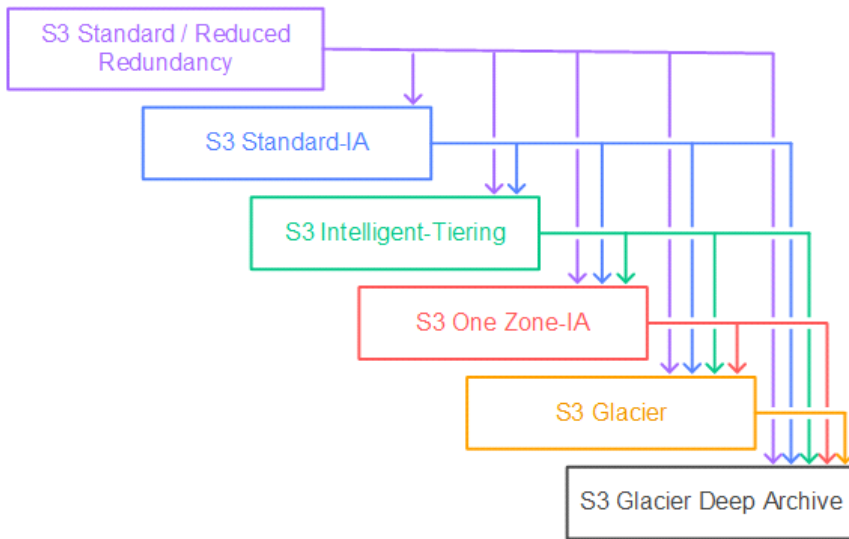 S3 Standard / Reduced
Redundancy
S3 Standard-IA
S3 Intelligent-Tiering
S3 One Zone-IA
S3 Glacier
S3 Glacier Deep Archive